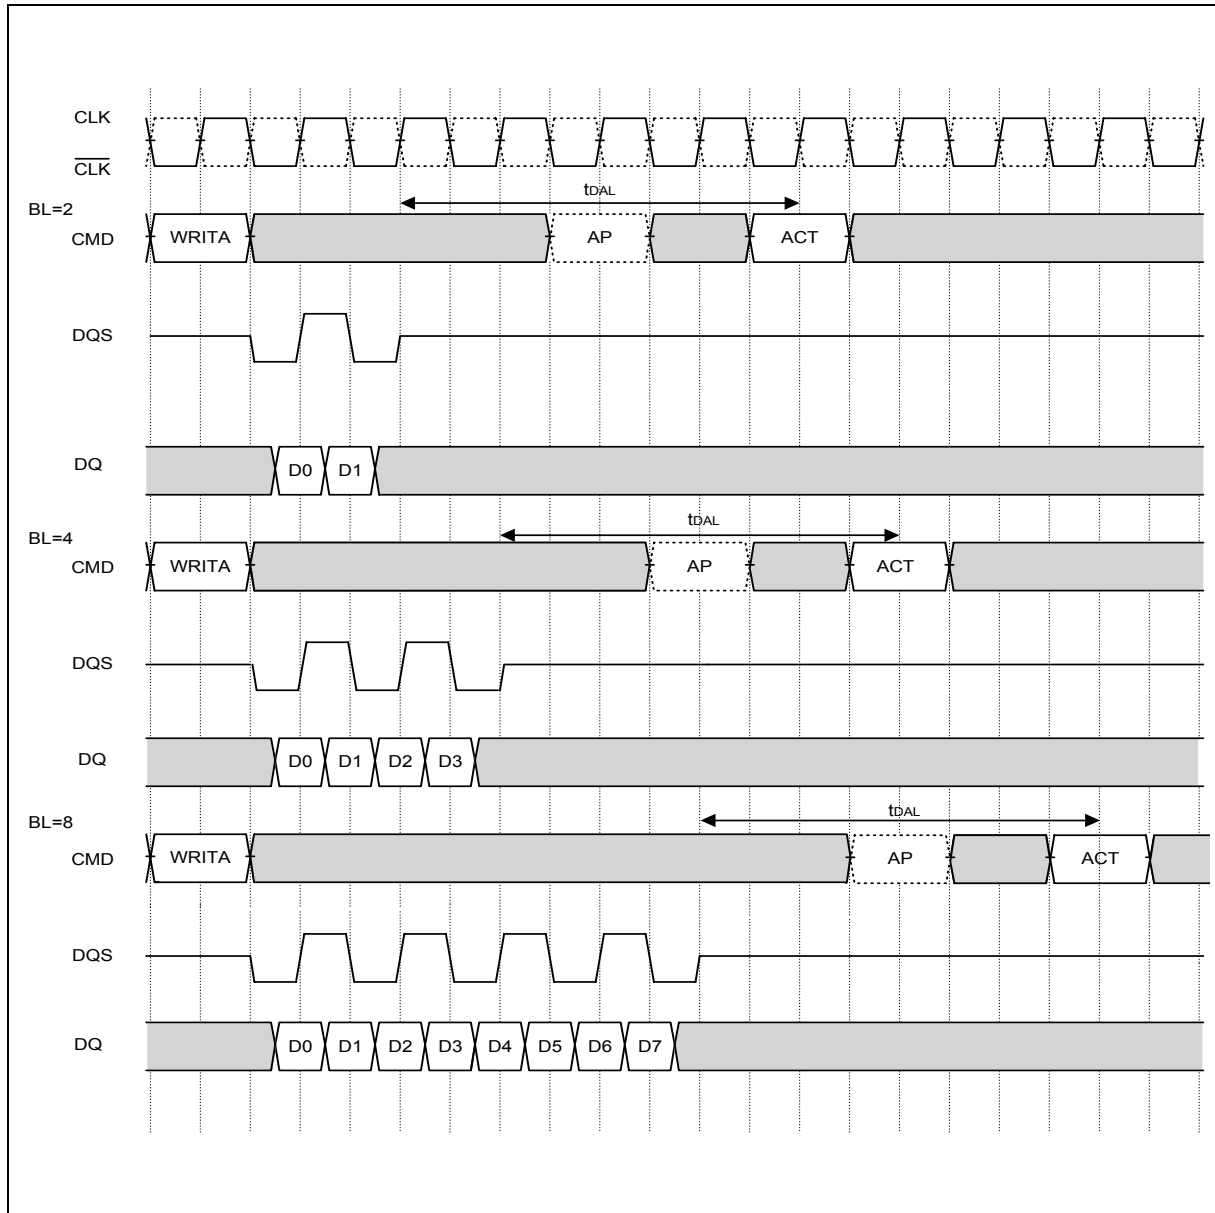 CLK
CLK
tDAL
BL=2
CMD WRITA AP ACT
DQS
DQ D0 D1
tDAL
BL=4
CMD WRITA AP ACT
DQS
DQ D0 D1 D2 D3
tDAL
BL=8
CMD WRITA AP ACT
DQS
DQ D0 D1 D2 D3 D4 D5 D6 D7